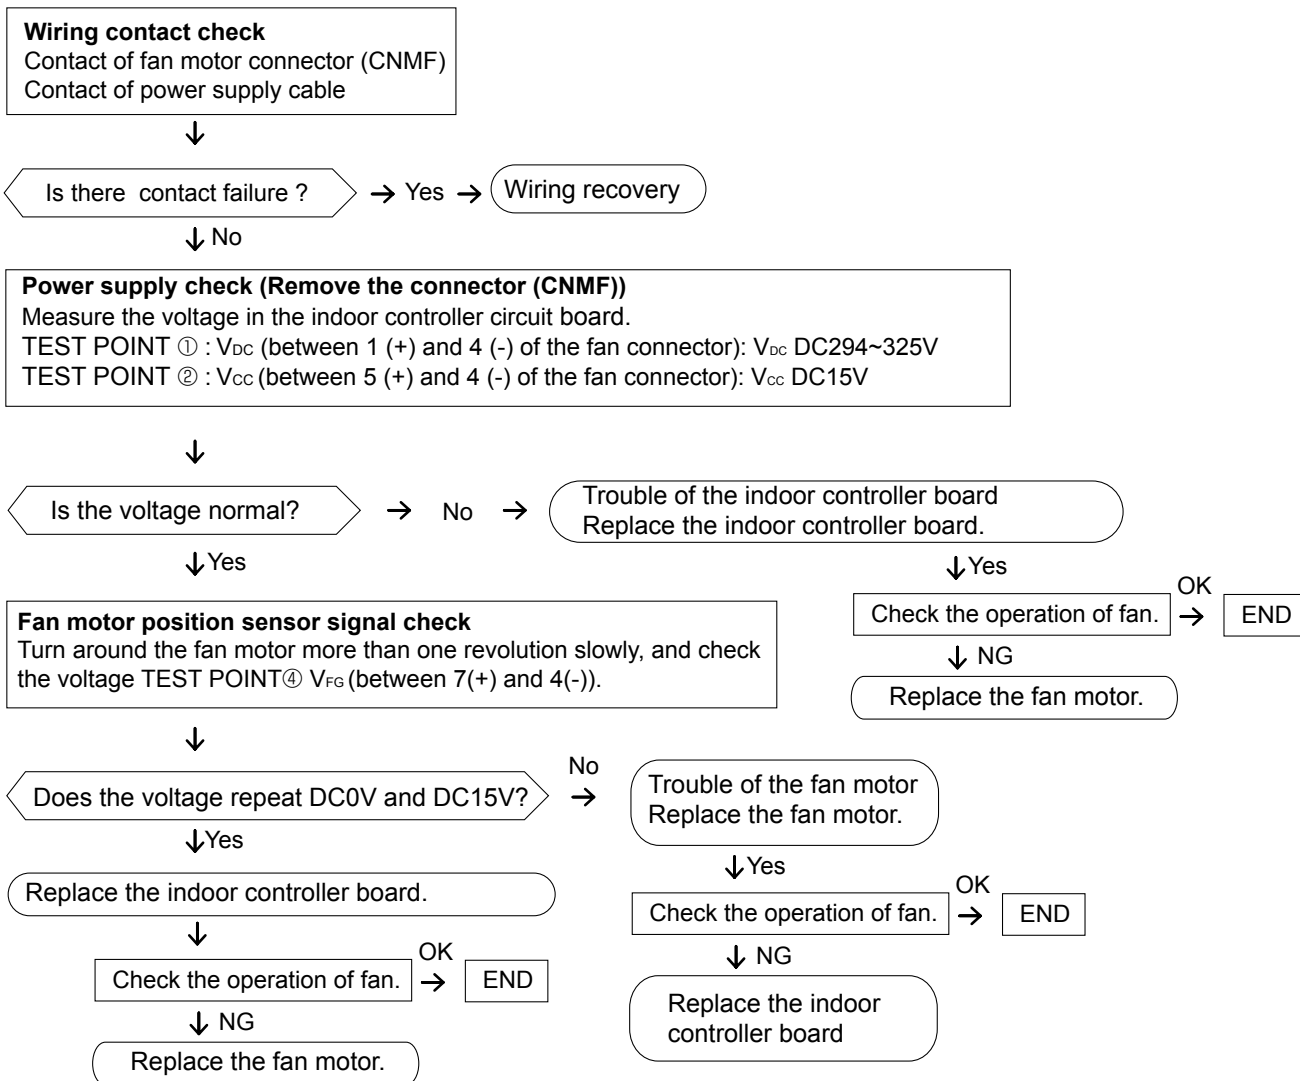 Wiring contact check
Contact of fan motor connector (CNMF)
Contact of power supply cable
Is there contact failure ?
Yes
Wiring recovery
No
Power supply check (Remove the connector (CNMF))
Measure the voltage in the indoor controller circuit board.
TEST POINT ① : VDC (between 1 (+) and 4 (-) of the fan connector): VDC DC294~325V
TEST POINT ② : VCC (between 5 (+) and 4 (-) of the fan connector): VCC DC15V
Is the voltage normal?
No
Trouble of the indoor controller board
Replace the indoor controller board.
Yes
Yes
Check the operation of fan.
OK
END
NG
Replace the fan motor.
Fan motor position sensor signal check
Turn around the fan motor more than one revolution slowly, and check
the voltage TEST POINT④ VFG (between 7(+) and 4(-)).
Does the voltage repeat DC0V and DC15V?
No
Trouble of the fan motor
Replace the fan motor.
Yes
Yes
Replace the indoor controller board.
Check the operation of fan.
OK
END
NG
Replace the indoor
controller board
Check the operation of fan.
OK
END
NG
Replace the fan motor.